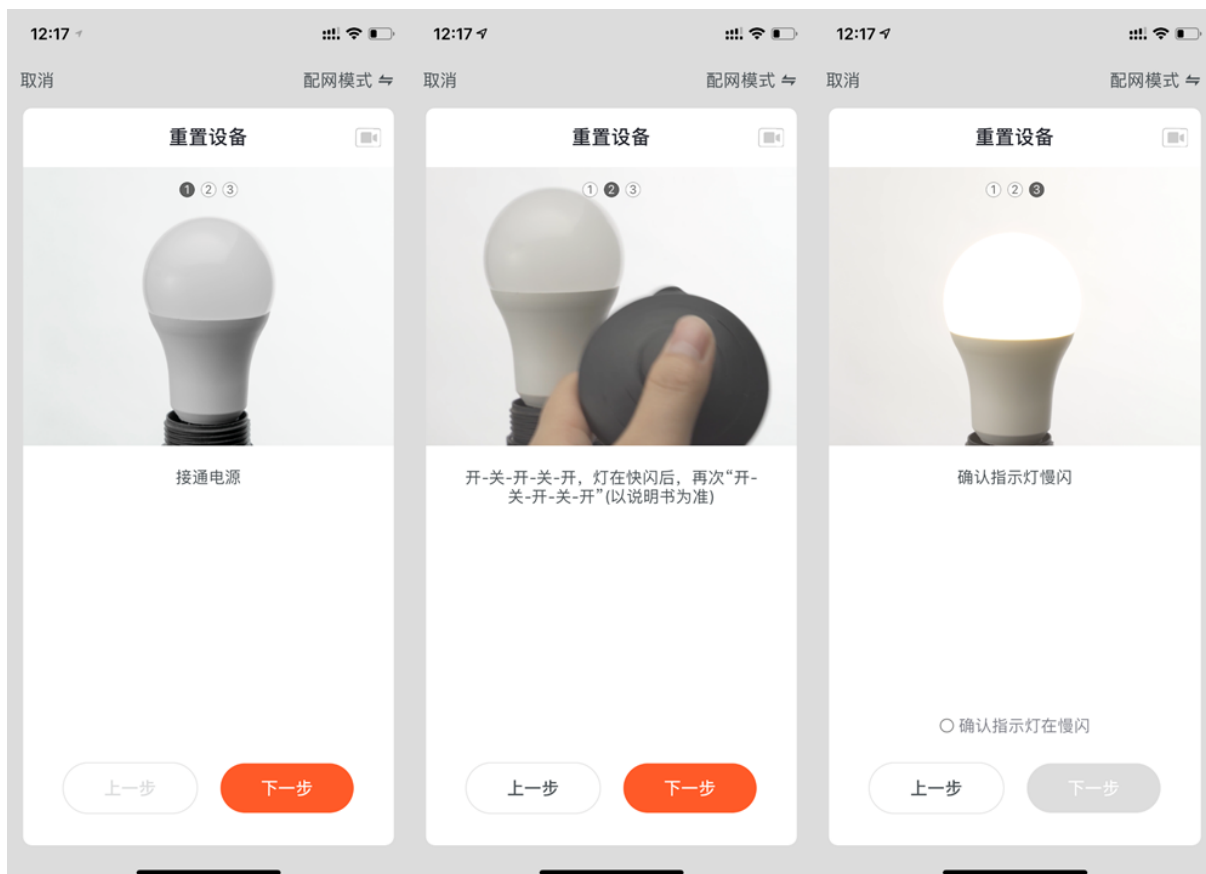 12:17
取消
配网模式 ⇋
重置设备
1 2 3
接通电源
上一步
下一步
12:17
取消
配网模式 ⇋
重置设备
1 2 3
开-关-开-关-开，灯在快闪后，再次“开-
关-开-关-开”(以说明书为准)
上一步
下一步
12:17
取消
配网模式 ⇋
重置设备
1 2 3
确认指示灯慢闪
确认指示灯在慢闪
上一步
下一步